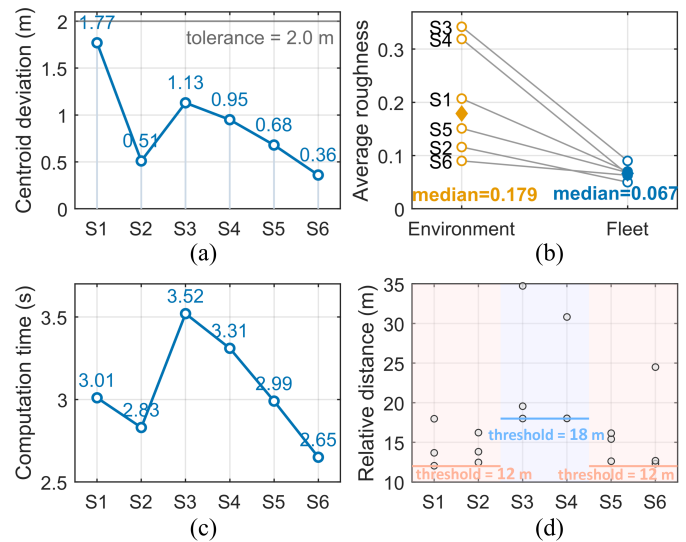 Centroid deviation (m)
2
1.5
1
0.5
0
1.77
0.51
1.13
0.95
0.68
0.36
tolerance = 2.0 m
S1 S2 S3 S4 S5 S6
(a)
Average roughness
0.3
0.2
0.1
0
S3
S4
S1
S5
S2
S6
median=0.179
median=0.067
Environment Fleet
(b)
Computation time (s)
3.5
3
2.5
3.01
2.83
3.52
3.31
2.99
2.65
S1 S2 S3 S4 S5 S6
(c)
Relative distance (m)
35
30
25
20
15
10
threshold = 18 m
threshold = 12 m
threshold = 12 m
S1 S2 S3 S4 S5 S6
(d)